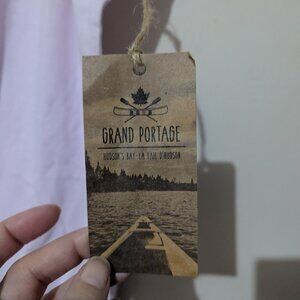 GRAND PORTAGE
HUDSON'S BAY · LA BAIE D'HUDSON